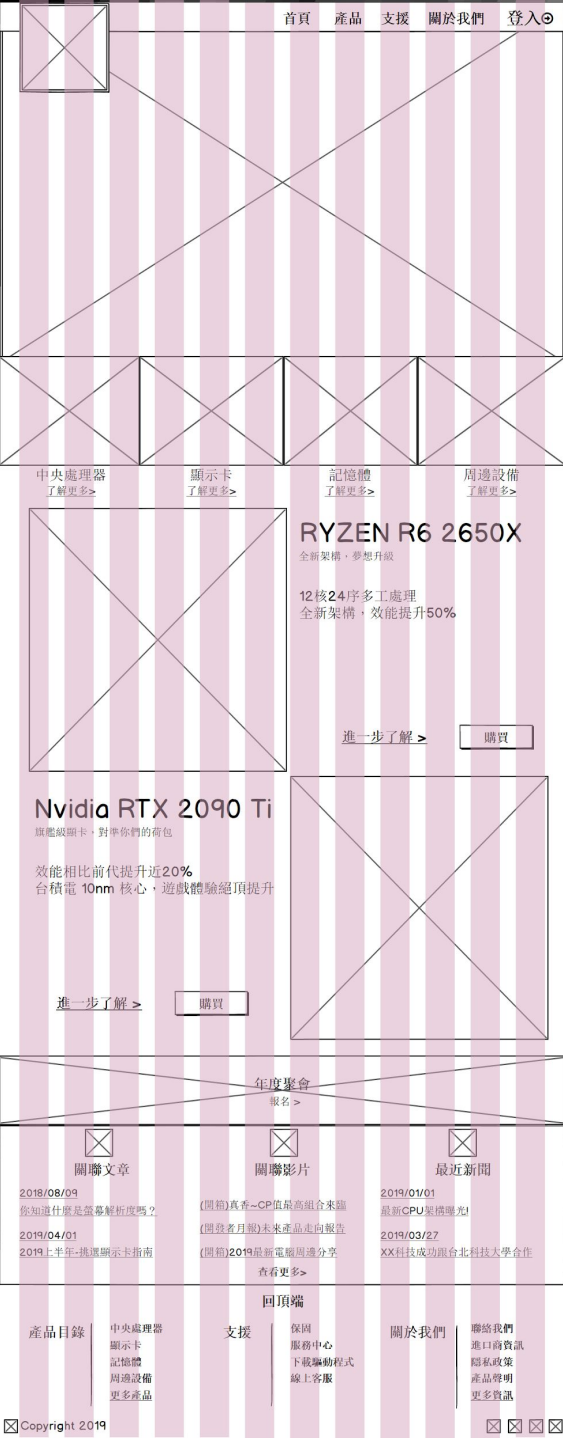 首頁 產品 支援 關於我們 登入
中央處理器 顯示卡 記憶體 周邊設備
了解更多> 了解更多> 了解更多> 了解更多>
RYZEN R6 2650X
全新架構，夢想升級
12核24序多工處理
全新架構，效能提升50%
進一步了解 > 購買
Nvidia RTX 2090 Ti
旗艦級顯卡，對準你們的荷包
效能相比前代提升近20%
台積電 10nm 核心，遊戲體驗絕頂提升
進一步了解 > 購買
年度聚會
報名 >
關聯文章
2018/08/09
你知道什麼是螢幕解析度嗎？
2019/04/01
2019上半年-挑選顯示卡指南
關聯影片
(開箱)真香~CP值最高組合來臨
(開發者月報)未來產品走向報告
(開箱)2019最新電腦周邊分享
查看更多>
最近新聞
2019/01/01
最新CPU架構曝光!
2019/03/27
XX科技成功跟台北科技大學合作
回頂端
產品目錄
中央處理器
顯示卡
記憶體
周邊設備
更多產品
支援
保固
服務中心
下載驅動程式
線上客服
關於我們
聯絡我們
進口商資訊
隱私政策
產品聲明
更多資訊
Copyright 2019